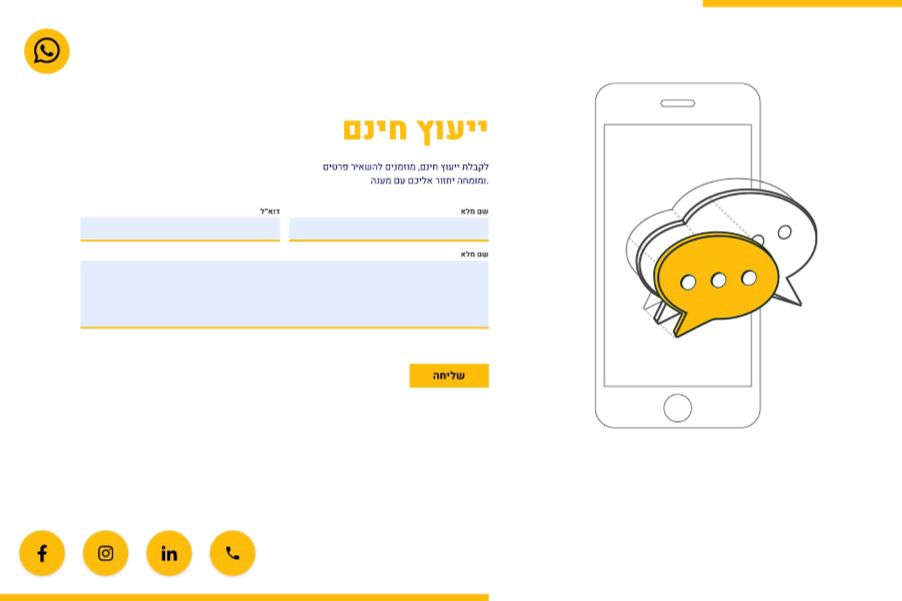 ייעוץ חינם
לקבלת ייעוץ חינם, מוזמנים להשאיר פרטים
ומומחה יחזור אליכם עם מענה.
שם מלא
דוא״ל
שם מלא
שליחה